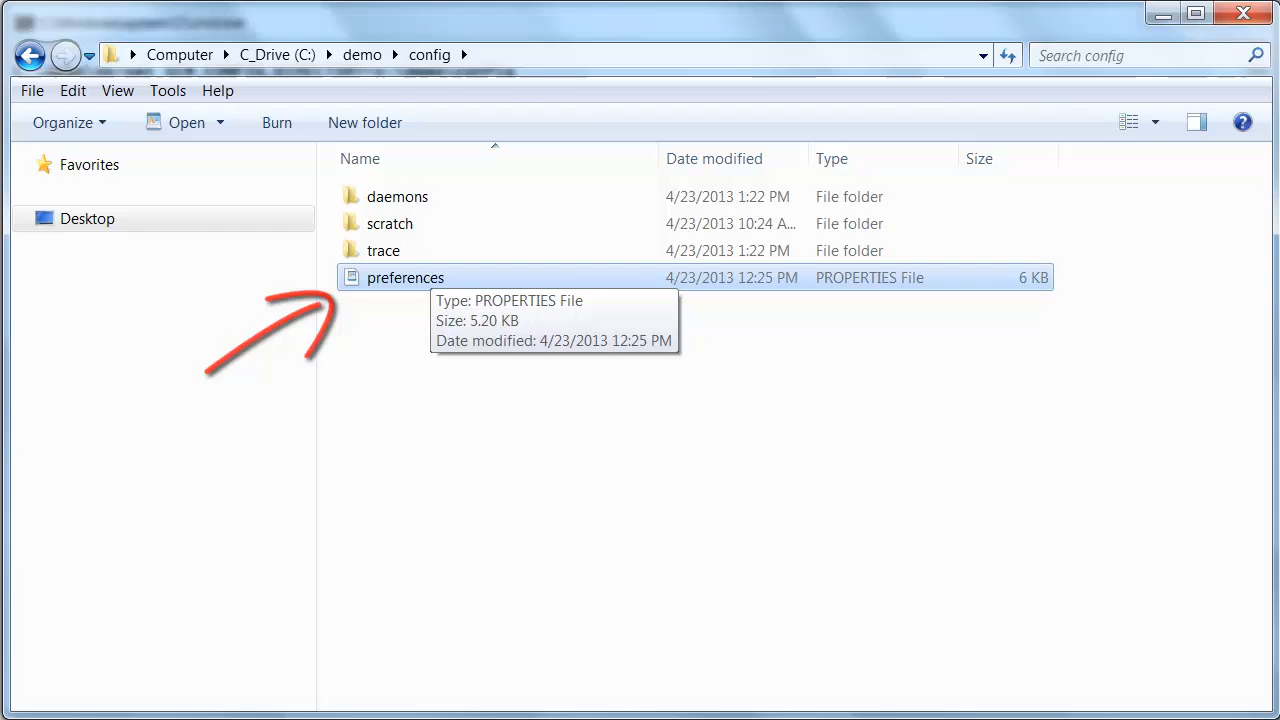 Computer C_Drive (C:) demo config Search config
File Edit View Tools Help
Organize Open Burn New folder
Favorites
Desktop
Name Date modified Type Size
daemons 4/23/2013 1:22 PM File folder
scratch 4/23/2013 10:24 A... File folder
trace 4/23/2013 1:22 PM File folder
preferences 4/23/2013 12:25 PM PROPERTIES File 6 KB
Type: PROPERTIES File
Size: 5.20 KB
Date modified: 4/23/2013 12:25 PM